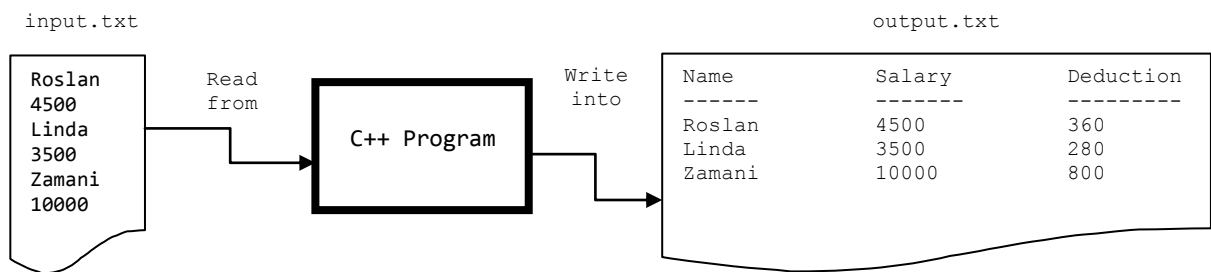 input.txt
Roslan
4500
Linda
3500
Zamani
10000
Read
from
C++ Program
Write
into
output.txt
Name Salary Deduction
------ ------- ---------
Roslan 4500 360
Linda 3500 280
Zamani 10000 800